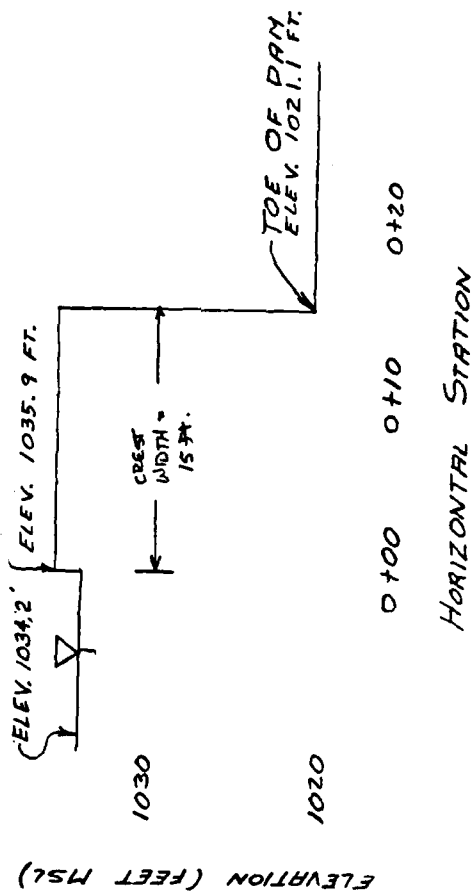 ELEV. 1034.2'
ELEV. 1035.9 FT.
CREST
WIDTH =
15 FT.
TOE OF DAM
ELEV. 1021.1 FT.
1030
1020
ELEVATION (FEET MSL)
0+00
0+10
0+20
HORIZONTAL STATION